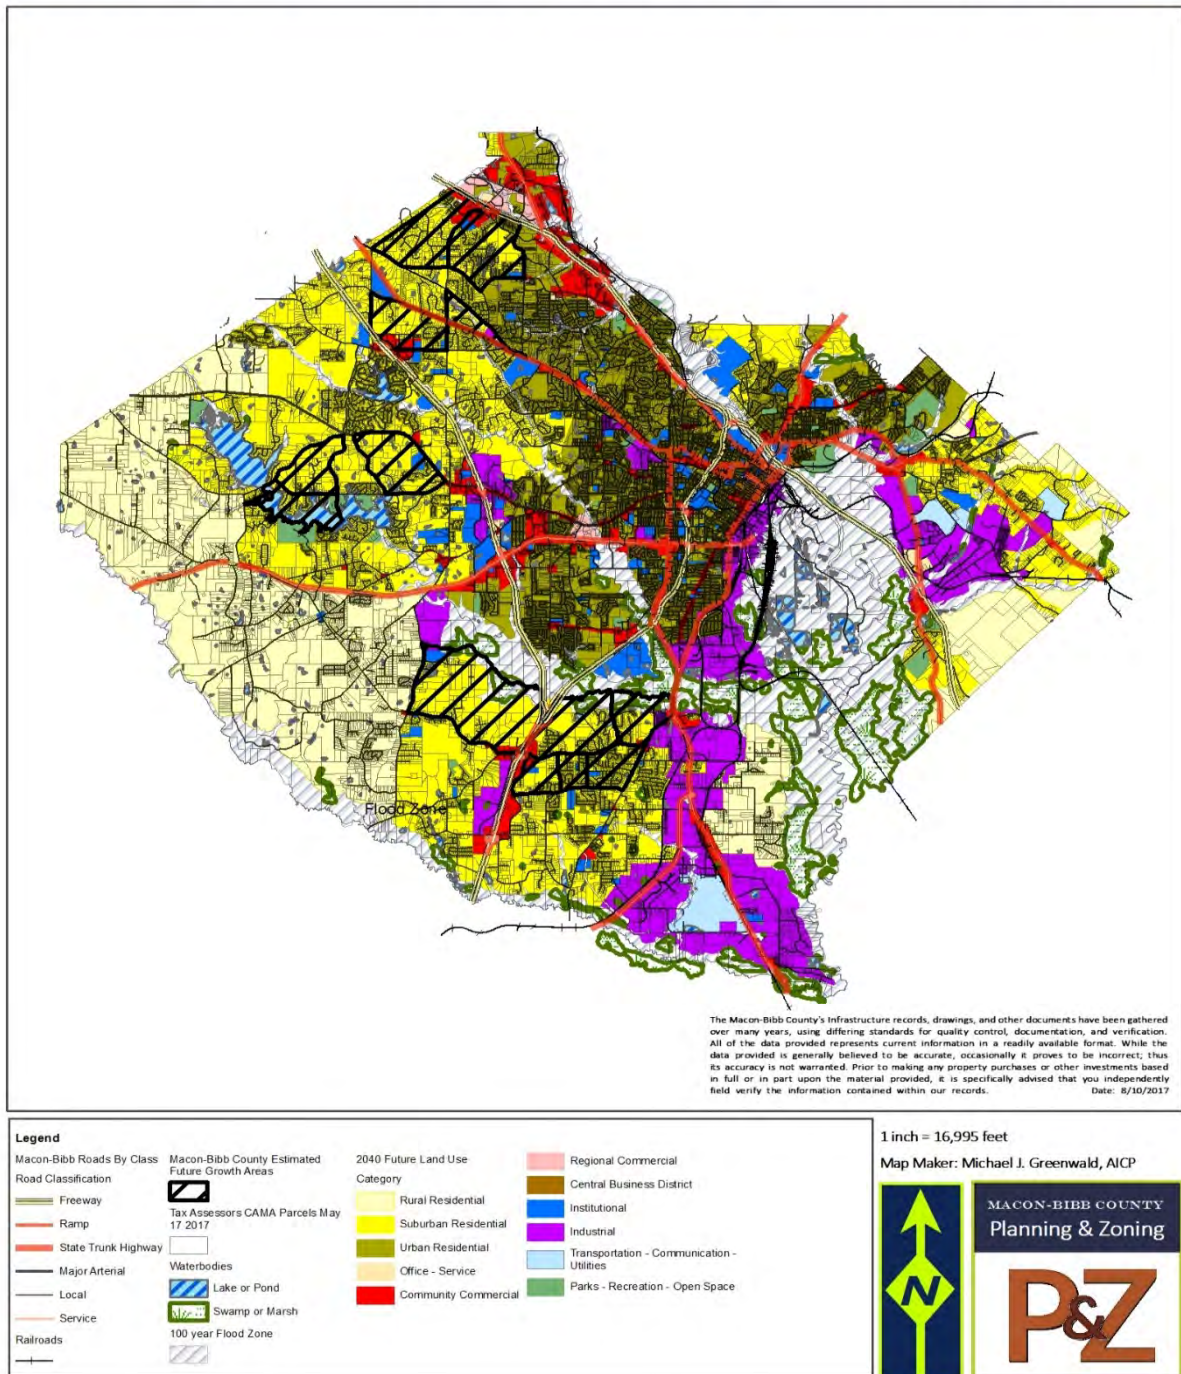 Flood Zone
The Macon-Bibb County's Infrastructure records, drawings, and other documents have been gathered
over many years, using differing standards for quality control, documentation, and verification.
All of the data provided represents current information in a readily available format. While the
data provided is generally believed to be accurate, occasionally it proves to be incorrect; thus
its accuracy is not warranted. Prior to making any property purchases or other investments based
in full or in part upon the material provided, it is specifically advised that you independently
field verify the information contained within our records. Date: 8/10/2017
Legend
Macon-Bibb Roads By Class
Road Classification
Freeway
Ramp
State Trunk Highway
Major Arterial
Local
Service
Railroads
Macon-Bibb County Estimated
Future Growth Areas
Tax Assessors CAMA Parcels May
17 2017
Waterbodies
Lake or Pond
Swamp or Marsh
100 year Flood Zone
2040 Future Land Use
Category
Rural Residential
Suburban Residential
Urban Residential
Office - Service
Community Commercial
Regional Commercial
Central Business District
Institutional
Industrial
Transportation - Communication -
Utilities
Parks - Recreation - Open Space
1 inch = 16,995 feet
Map Maker: Michael J. Greenwald, AICP
N
MACON-BIBB COUNTY
Planning & Zoning
P&Z